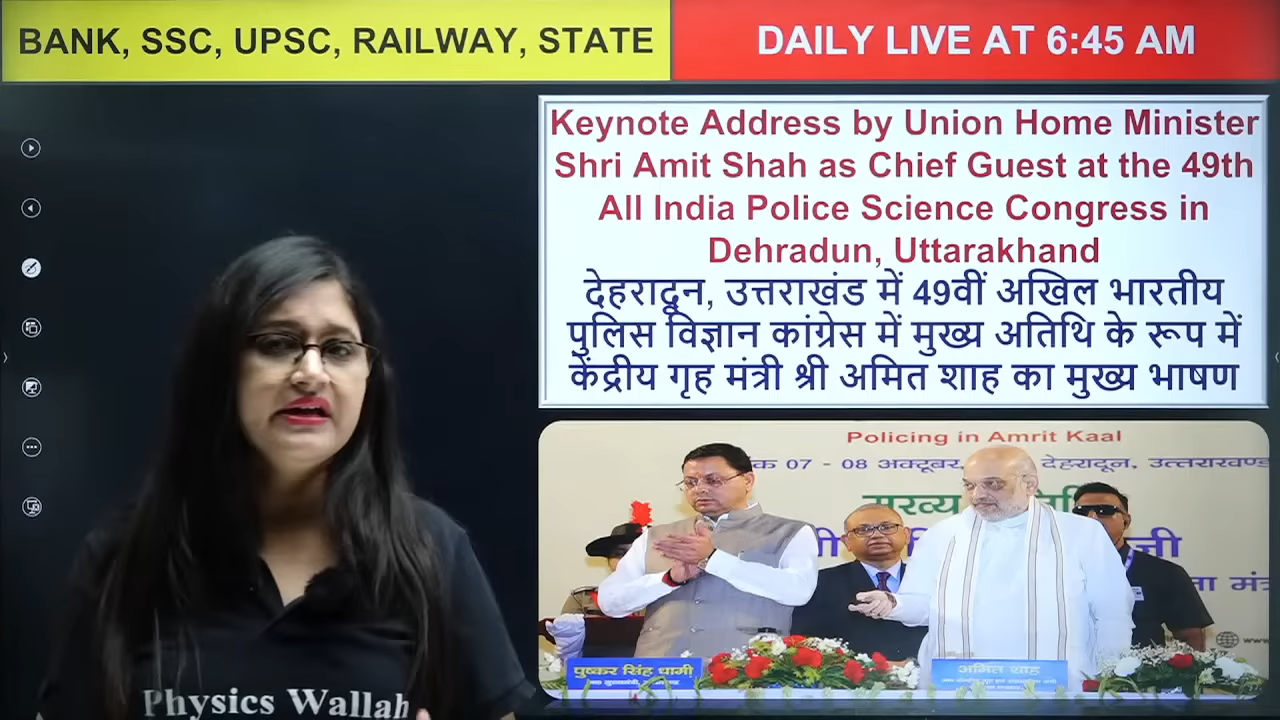 BANK, SSC, UPSC, RAILWAY, STATE
DAILY LIVE AT 6:45 AM
Keynote Address by Union Home Minister
Shri Amit Shah as Chief Guest at the 49th
All India Police Science Congress in
Dehradun, Uttarakhand
देहरादून, उत्तराखंड में 49वीं अखिल भारतीय
पुलिस विज्ञान कांग्रेस में मुख्य अतिथि के रूप में
केंद्रीय गृह मंत्री श्री अमित शाह का मुख्य भाषण
Policing in Amrit Kaal
07 - 08 अक्टूबर, देहरादून, उत्तराखण्ड
जी
पुष्कर सिंह धामी
अमित शाह
Physics Wallah